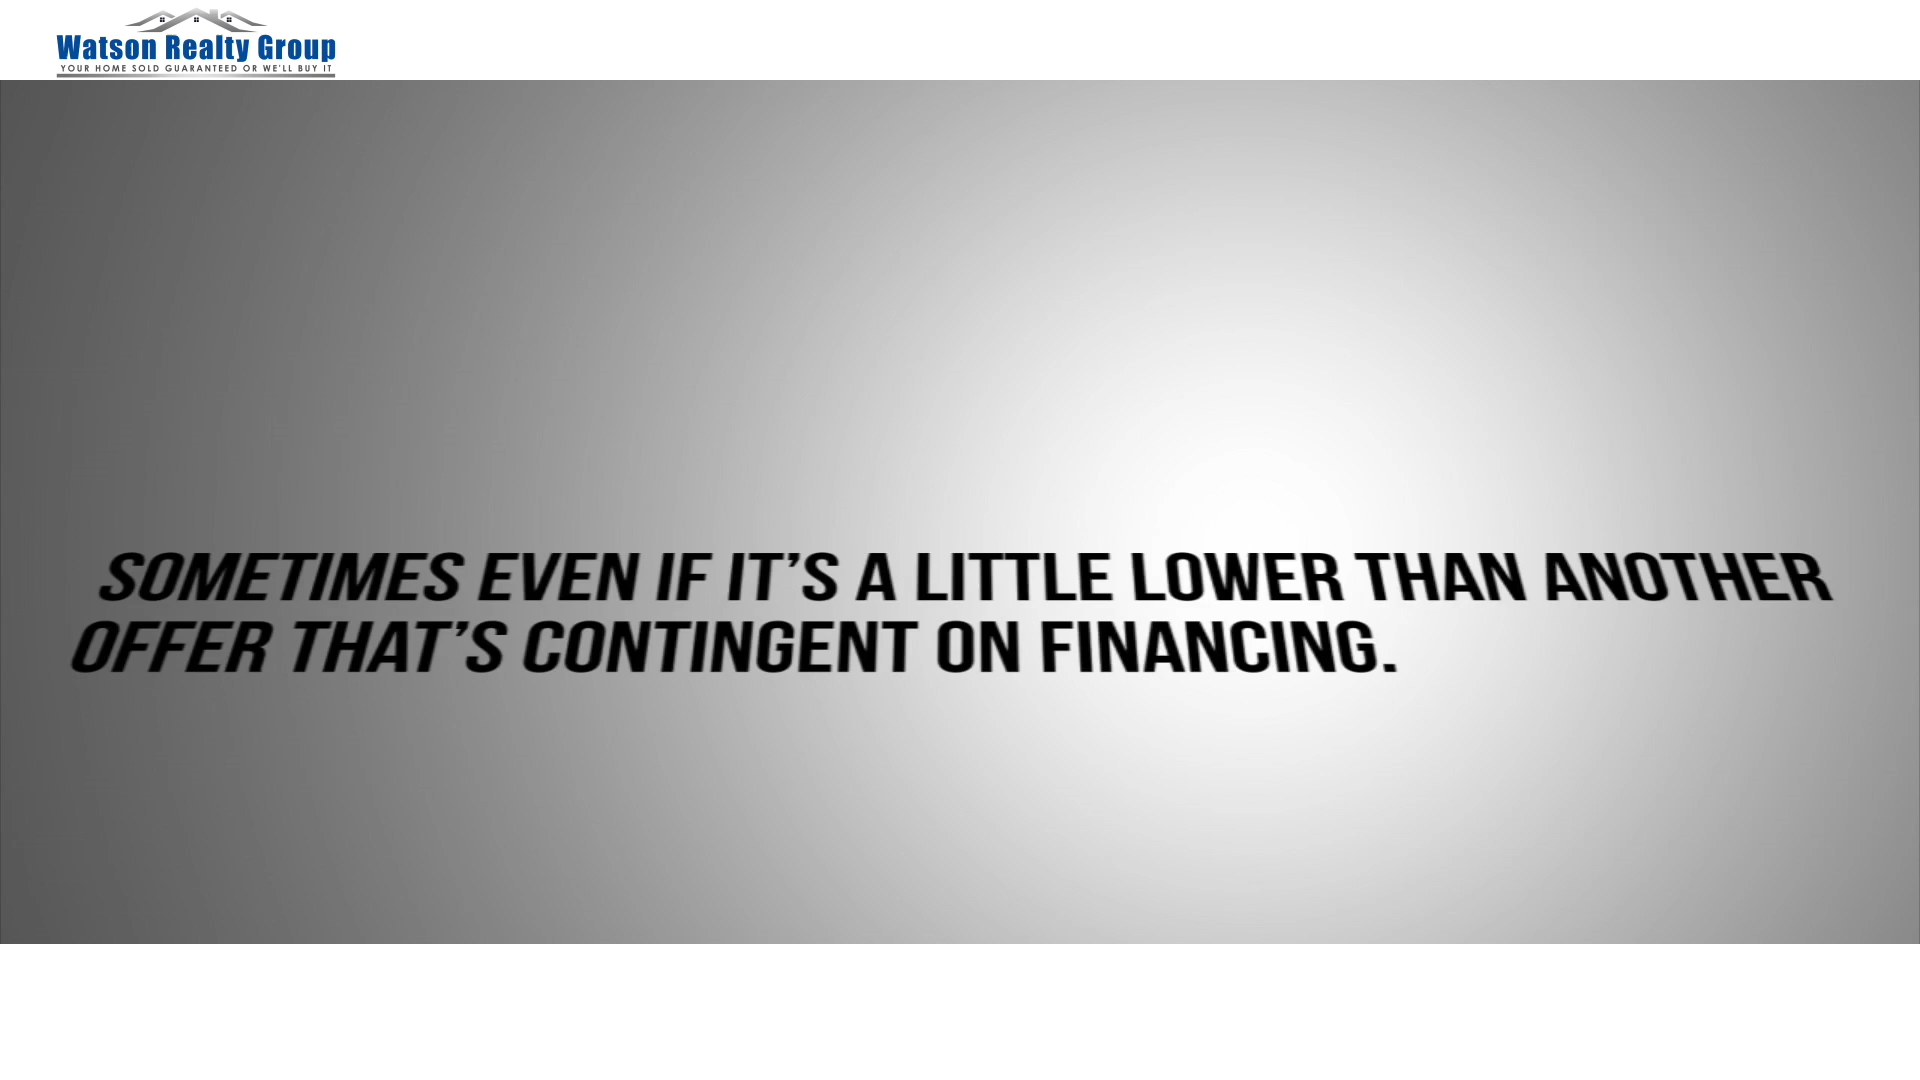 Watson Realty Group
YOUR HOME SOLD GUARANTEED OR WE'LL BUY IT
SOMETIMES EVEN IF IT’S A LITTLE LOWER THAN ANOTHER
OFFER THAT’S CONTINGENT ON FINANCING.